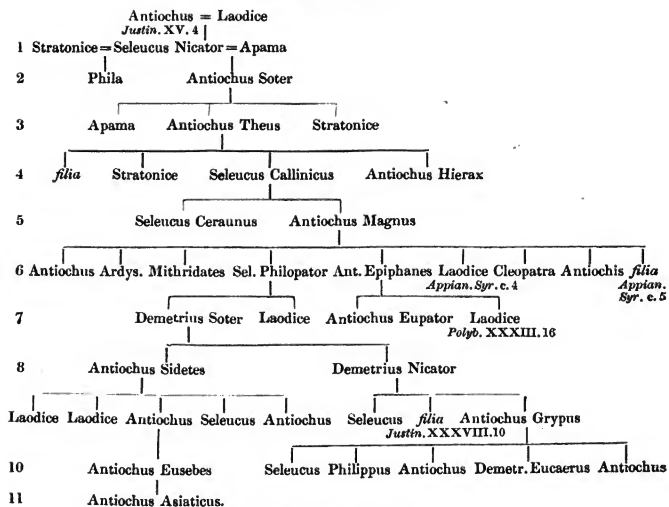 Antiochus = Laodice
Justin. XV. 4
1 Stratonice = Seleucus Nicator = Apama
2 Phila Antiochus Soter
3 Apama Antiochus Theus Stratonice
4 filia Stratonice Seleucus Callinicus Antiochus Hierax
5 Seleucus Ceraunus Antiochus Magnus
6 Antiochus Ardys. Mithridates Sel. Philopator Ant. Epiphanes Laodice Cleopatra Antiochis filia
Appian. Syr. c. 4 Appian.
Syr. c. 5
7 Demetrius Soter Laodice Antiochus Eupator Laodice
Polyb. XXXIII. 16
8 Antiochus Sidetes Demetrius Nicator
Laodice Laodice Antiochus Seleucus Antiochus Seleucus filia Antiochus Grypus
Justin. XXXVIII. 10
10 Antiochus Eusebes Seleucus Philippus Antiochus Demetr. Eucaerus Antiochus
11 Antiochus Asiaticus.